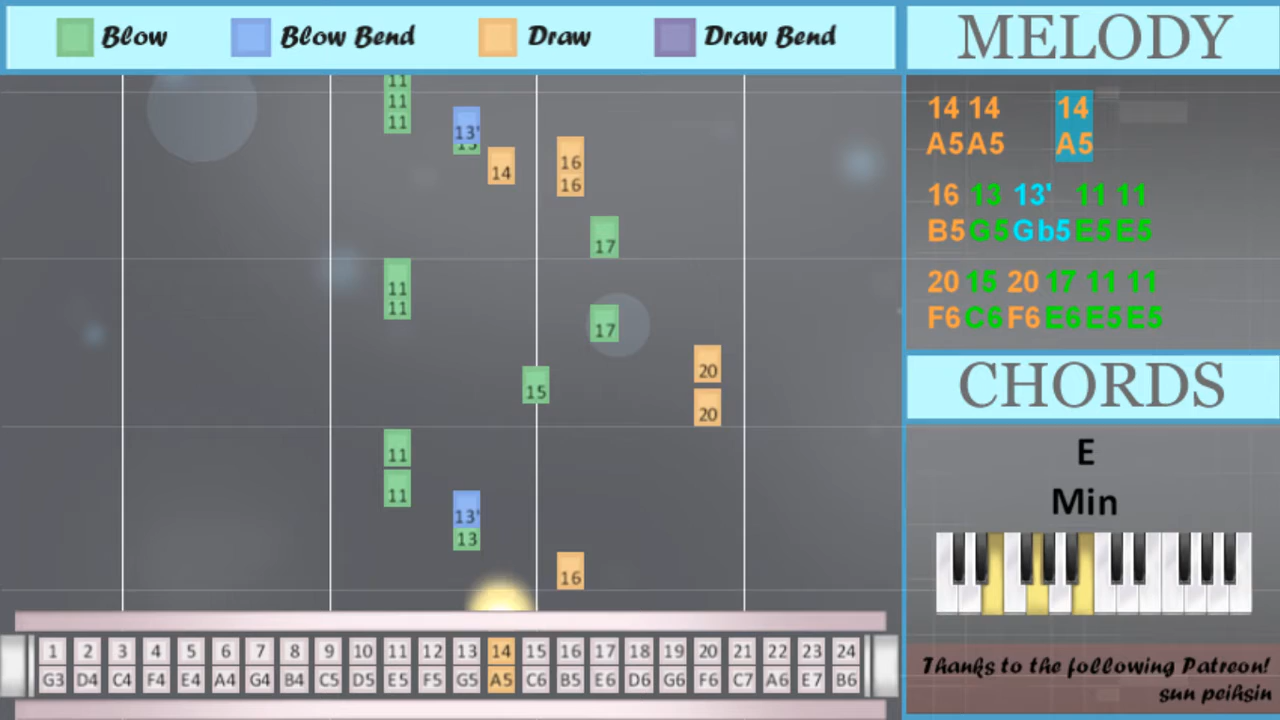 Blow Blow Bend Draw Draw Bend
MELODY
14 14 14
A5 A5 A5
16 13 13' 11 11
B5 G5 Gb5 E5 E5
20 15 20 17 11 11
F6 C6 F6 E6 E5 E5
CHORDS
E
Min
Thanks to the following Patreon!
sun peihsin
11
11
11
13'
13
14
16
16
17
11
11
17
20
15
20
11
11
13'
13
16
1 2 3 4 5 6 7 8 9 10 11 12 13 14 15 16 17 18 19 20 21 22 23 24
G3 D4 C4 F4 E4 A4 G4 B4 C5 D5 E5 F5 G5 A5 C6 B5 E6 D6 G6 F6 C7 A6 E7 B6